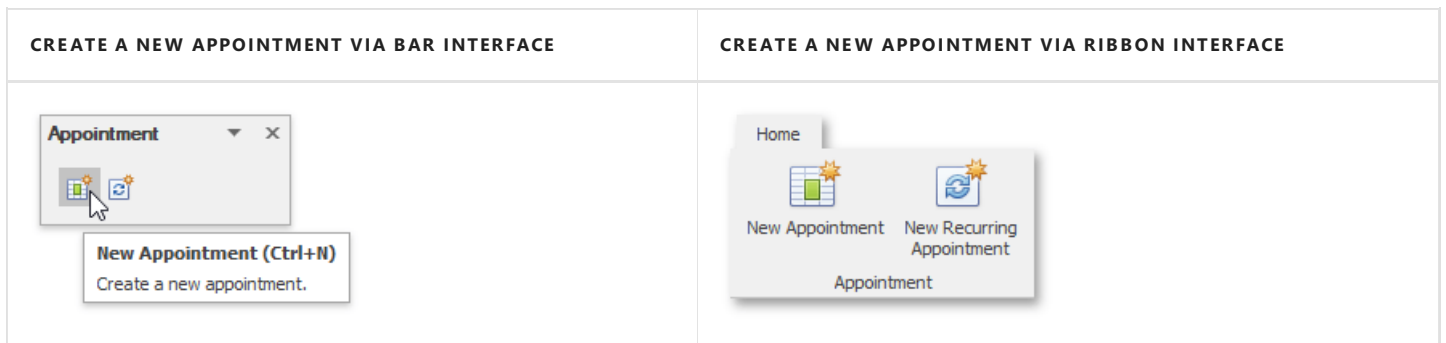 CREATE A NEW APPOINTMENT VIA BAR INTERFACE
CREATE A NEW APPOINTMENT VIA RIBBON INTERFACE
Appointment
New Appointment (Ctrl+N)
Create a new appointment.
Home
New Appointment
New Recurring
Appointment
Appointment